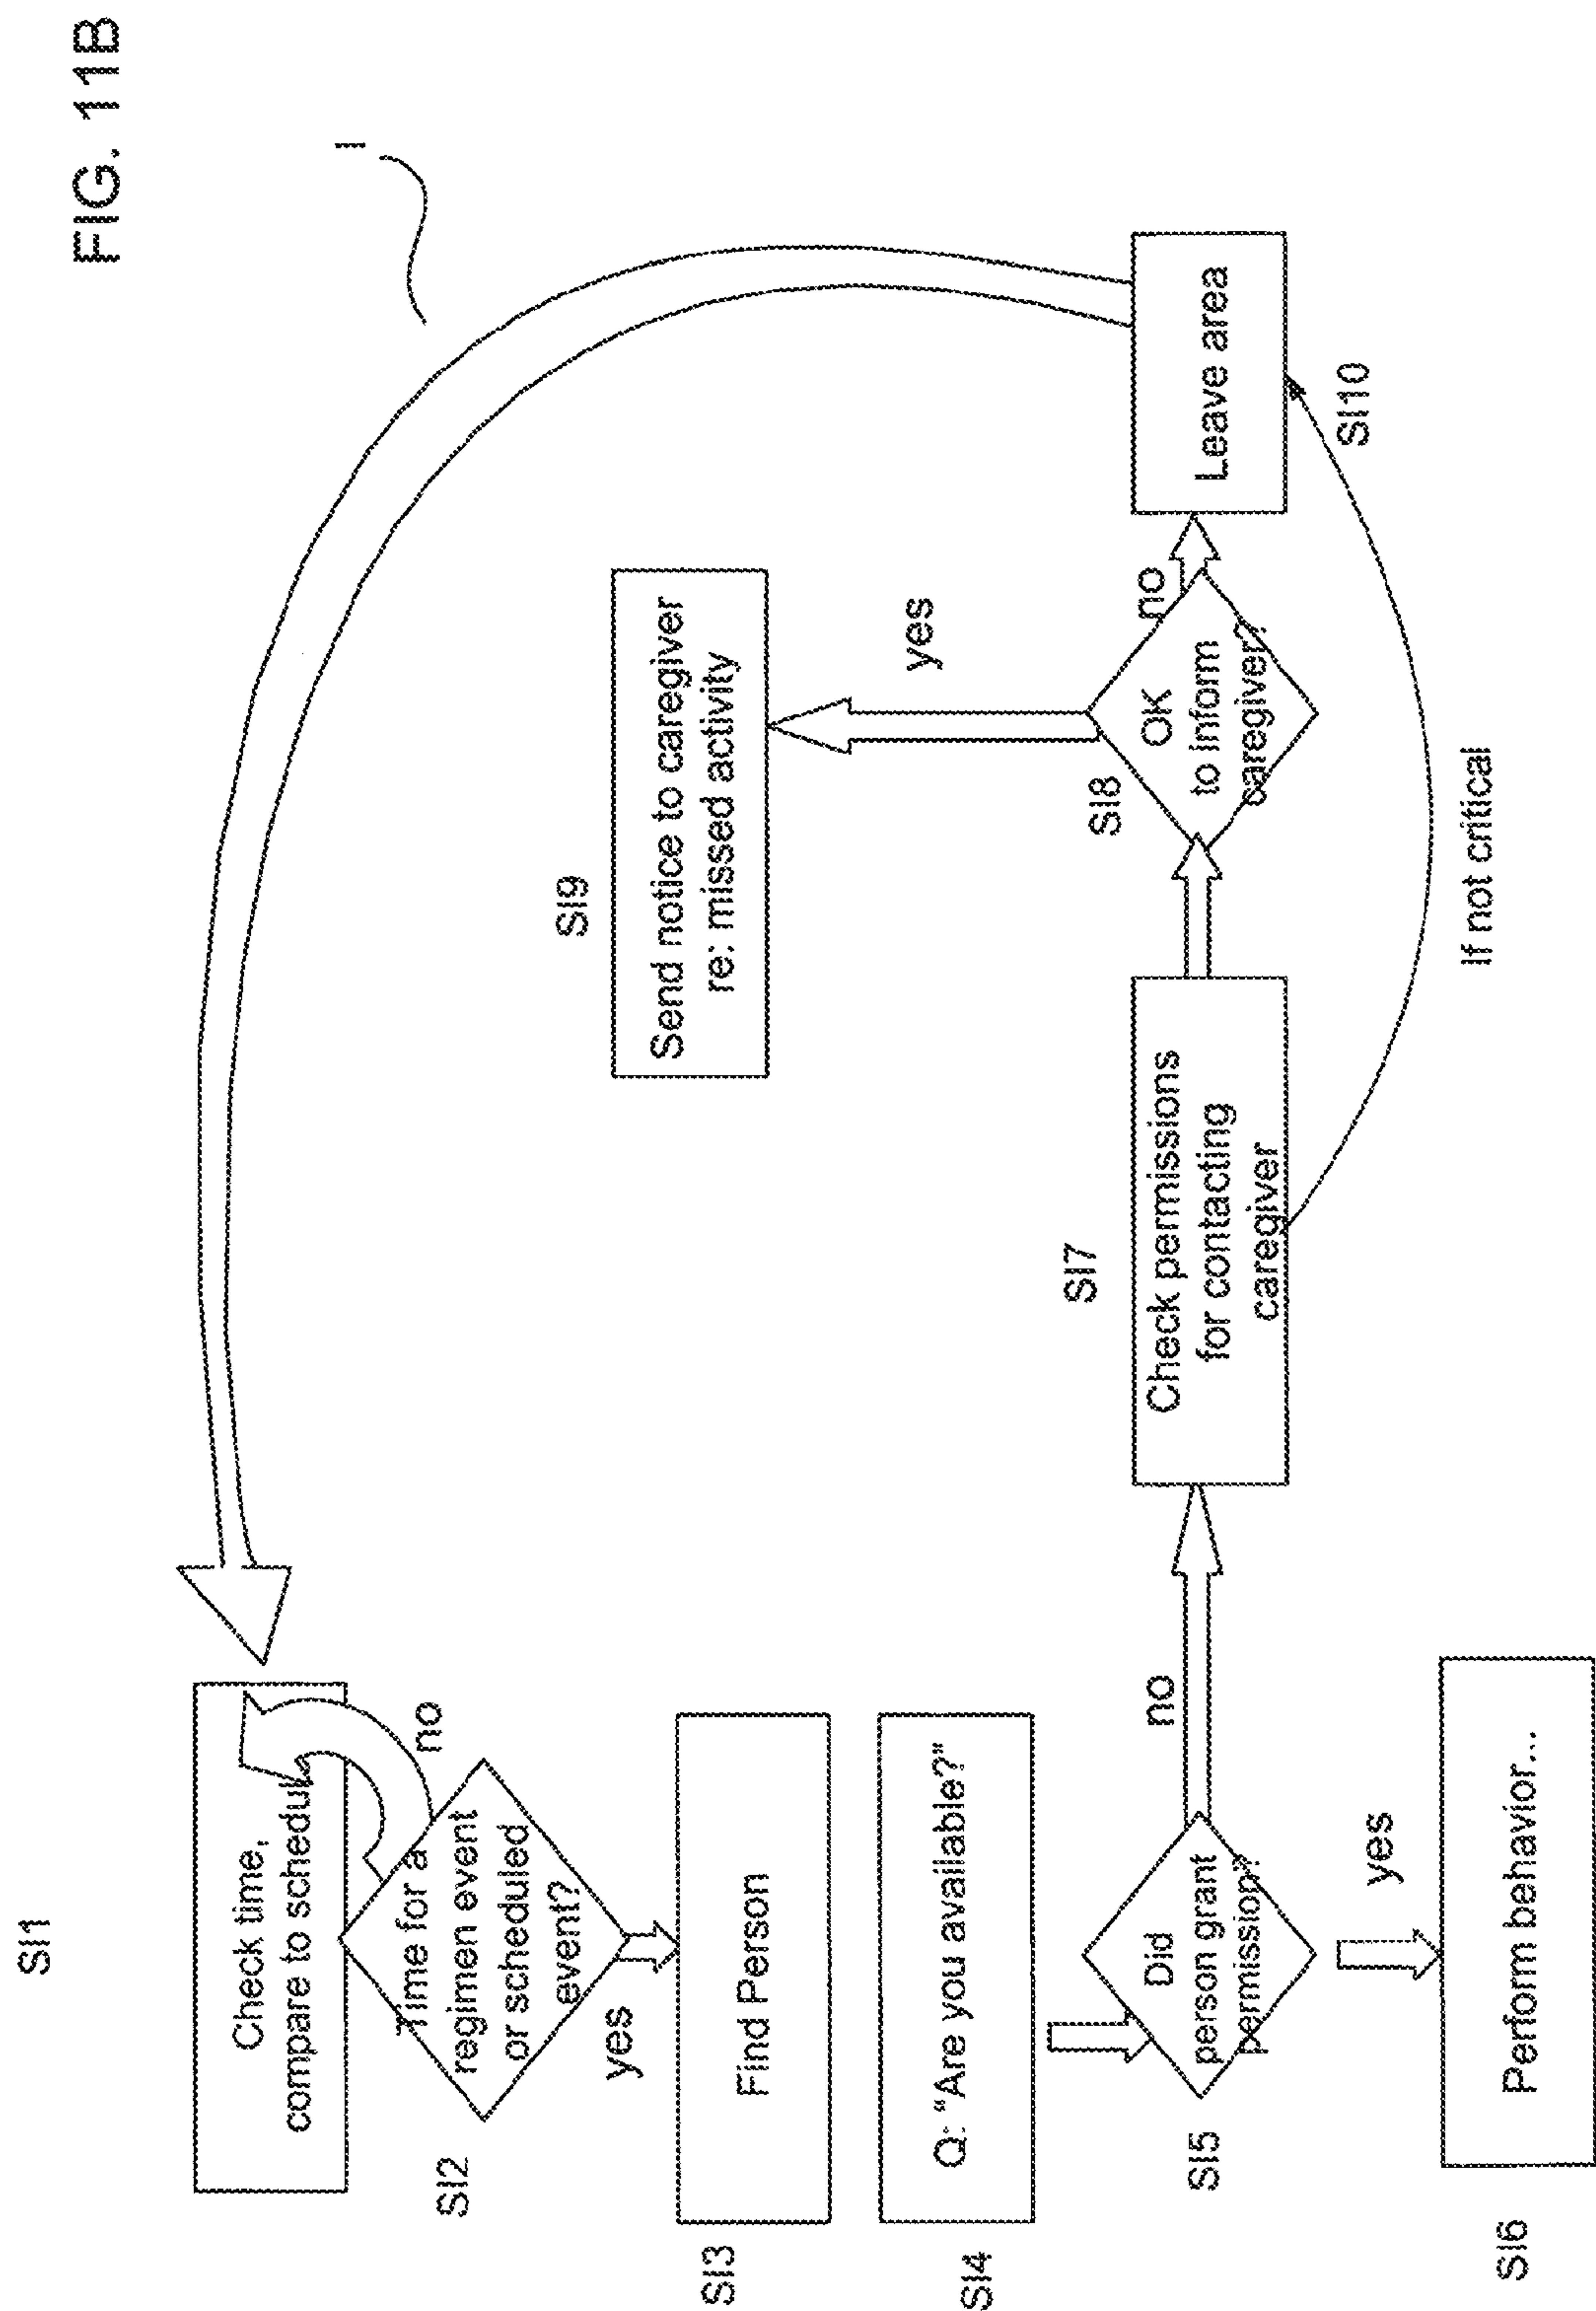 FIG. 11B
I
SI1
Check time,
compare to schedul
SI2
Time for a
regimen event
or scheduled
event?
no
yes
SI3
Find Person
SI4
Q: "Are you available?"
SI5
Did
person grant
permission?
no
yes
SI6
Perform behavior...
SI7
Check permissions
for contacting
caregiver
SI8
OK
to inform
caregiver?
yes
no
SI9
Send notice to caregiver
re: missed activity
Leave area
SI10
If not critical